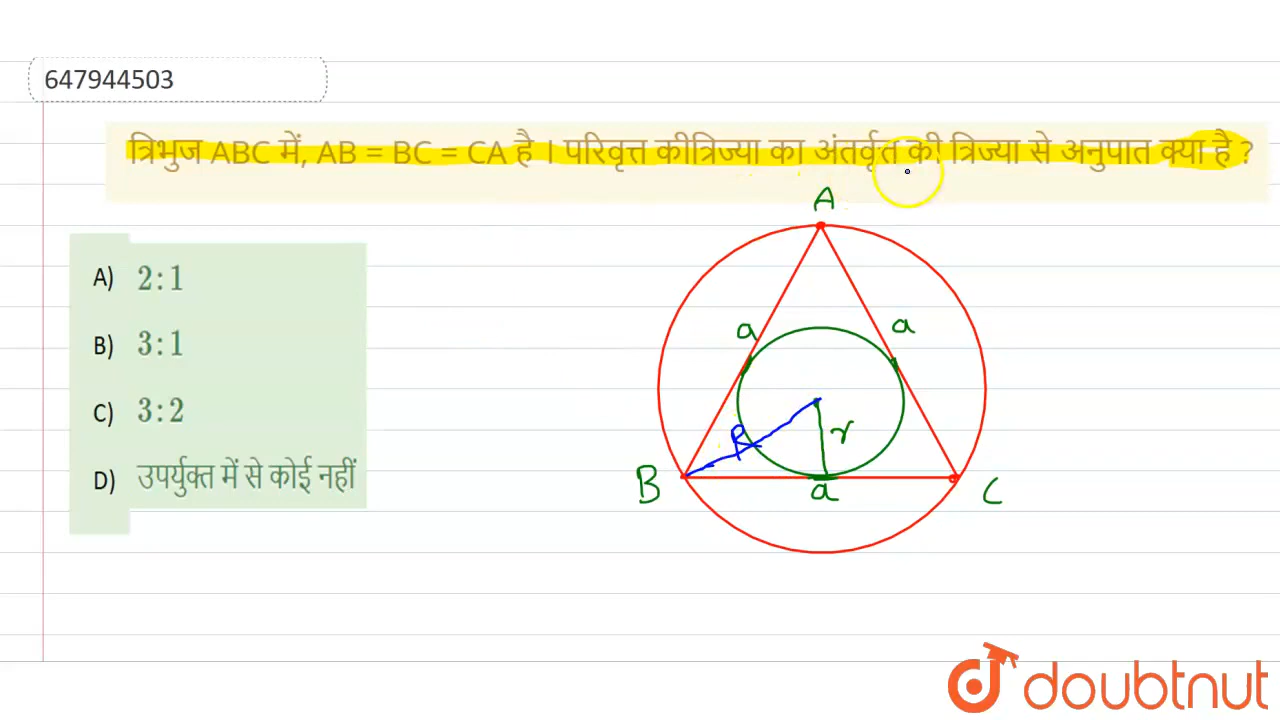 647944503
त्रिभुज ABC में, AB = BC = CA है । परिवृत्त कीत्रिज्या का अंतर्वृत की त्रिज्या से अनुपात क्या है ?
A) 2:1
B) 3:1
C) 3:2
D) उपर्युक्त में से कोई नहीं
A
a
a
R
r
B
a
C
doubtnut